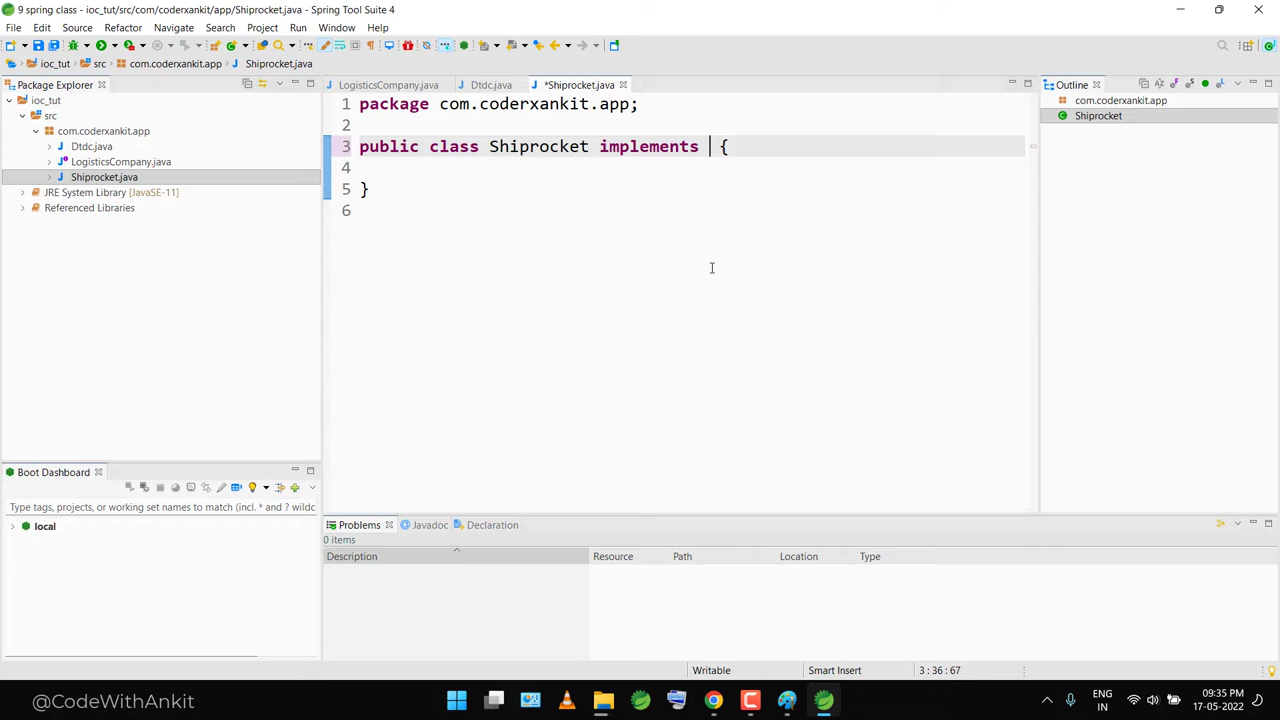 9 spring class - ioc_tut/src/com/coderxankit/app/Shiprocket.java - Spring Tool Suite 4
File Edit Source Refactor Navigate Search Project Run Window Help
ioc_tut src com.coderxankit.app Shiprocket.java
Package Explorer
ioc_tut
src
com.coderxankit.app
Dtdc.java
LogisticsCompany.java
Shiprocket.java
JRE System Library [JavaSE-11]
Referenced Libraries
LogisticsCompany.java Dtdc.java *Shiprocket.java
1 package com.coderxankit.app;
2
3 public class Shiprocket implements {
4
5 }
6
Outline
com.coderxankit.app
Shiprocket
Boot Dashboard
Type tags, projects, or working set names to match (incl. * and ? wildc
local
Problems Javadoc Declaration
0 items
Description Resource Path Location Type
Writable Smart Insert 3 : 36 : 67
@CodeWithAnkit
ENG
IN
09:35 PM
17-05-2022